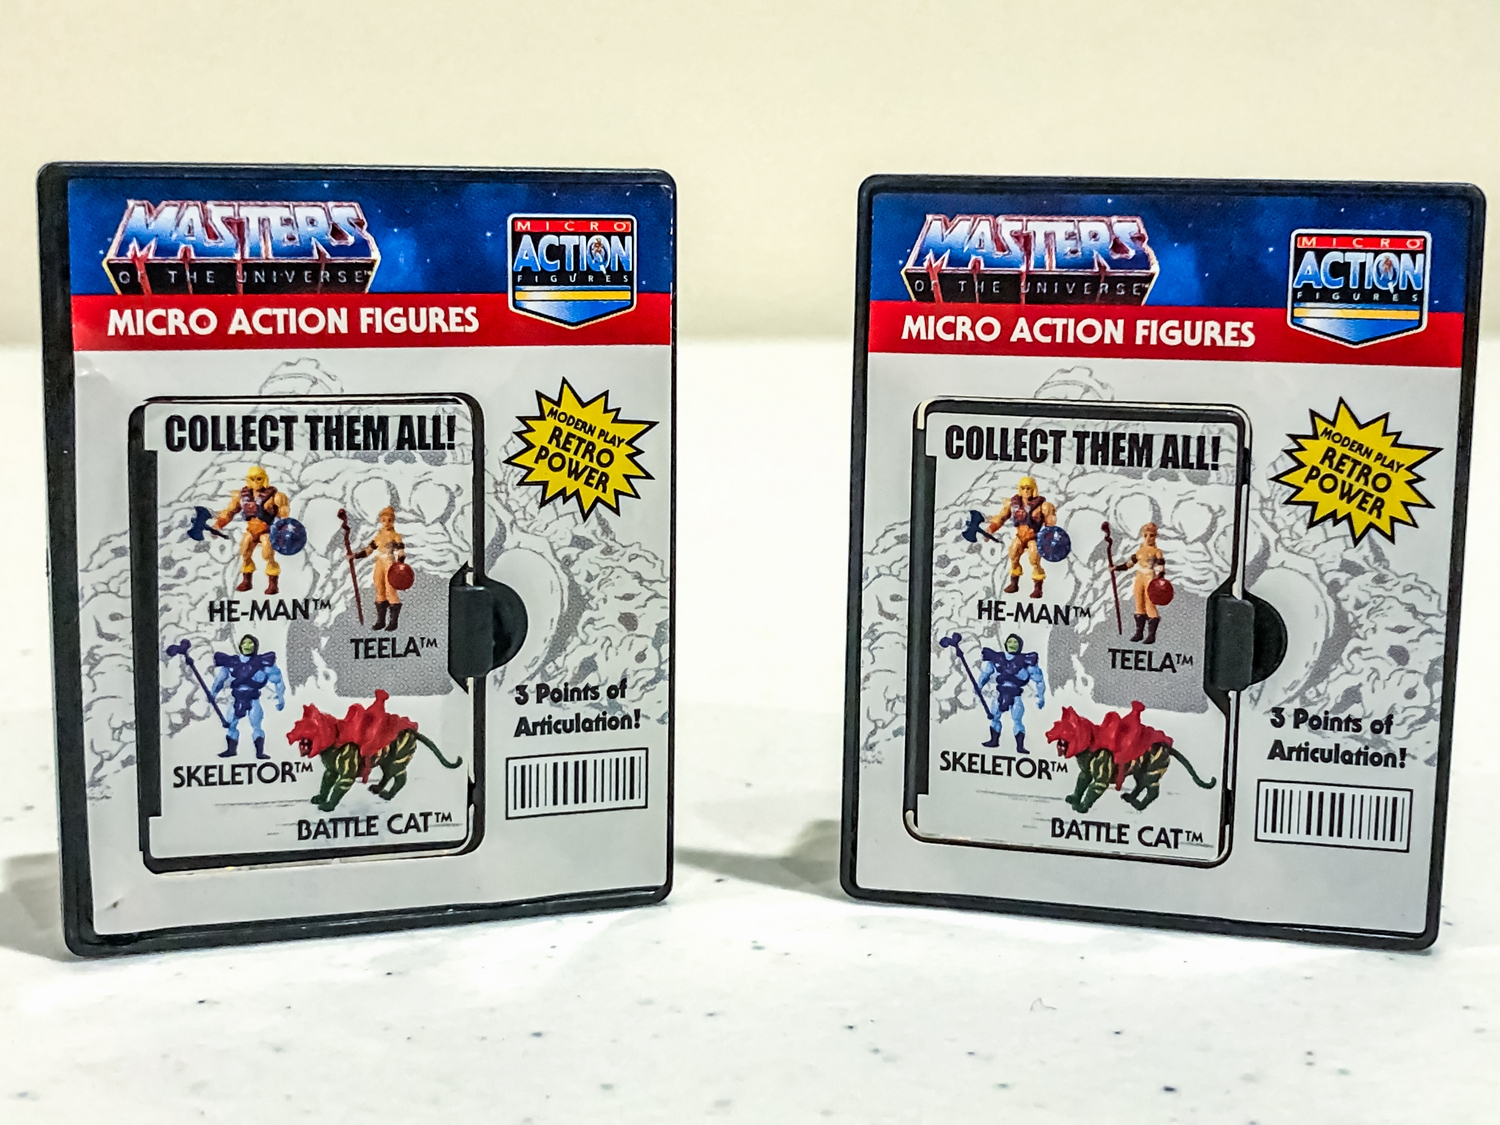 MASTERS
OF THE UNIVERSE™
MICRO
ACTION
FIGURES
MICRO ACTION FIGURES
COLLECT THEM ALL!
MODERN PLAY
RETRO
POWER
HE-MAN™
TEELA™
SKELETOR™
BATTLE CAT™
3 Points of
Articulation!
MASTERS
OF THE UNIVERSE™
MICRO
ACTION
FIGURES
MICRO ACTION FIGURES
COLLECT THEM ALL!
MODERN PLAY
RETRO
POWER
HE-MAN™
TEELA™
SKELETOR™
BATTLE CAT™
3 Points of
Articulation!